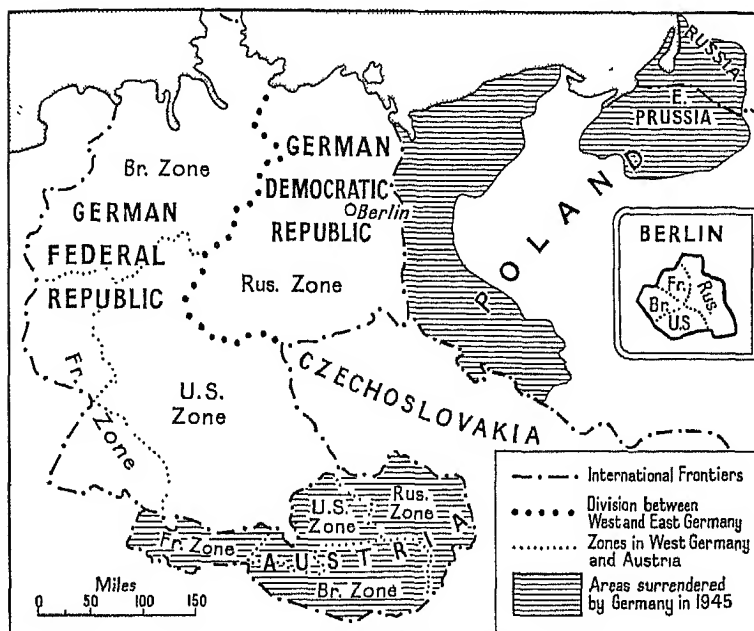 RUSSIA
E.
PRUSSIA
Br. Zone
GERMAN
FEDERAL
REPUBLIC
GERMAN
DEMOCRATIC
Berlin
REPUBLIC
Rus. Zone
POLAND
BERLIN
Fr.
Rus.
Br.
U.S
Fr. Zone
U.S.
Zone
CZECHOSLOVAKIA
U.S.
Zone
Rus.
Zone
Fr. Zone
AUSTRIA
Br. Zone
Miles
0 50 100 150
International Frontiers
Division between
West and East Germany
Zones in West Germany
and Austria
Areas surrendered
by Germany in 1945